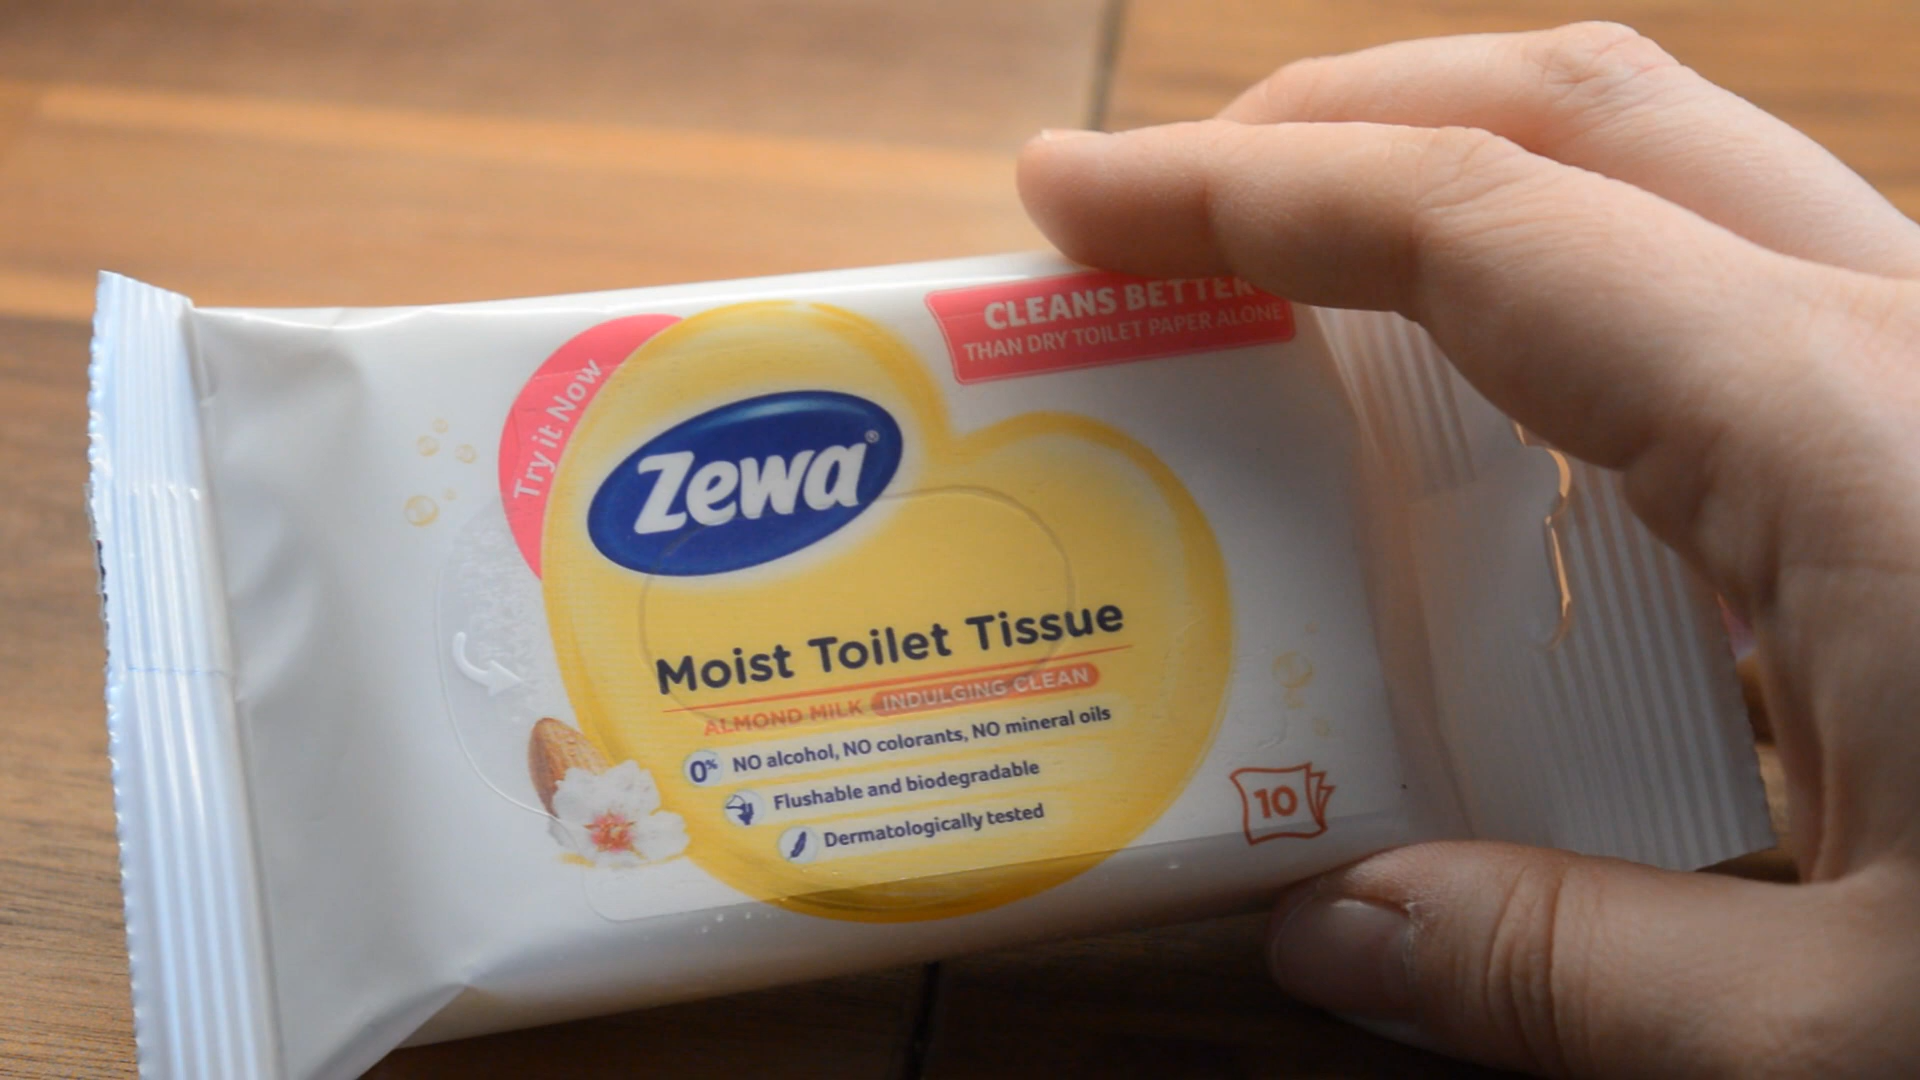 CLEANS BETTER
THAN DRY TOILET PAPER ALONE
Try it Now
Zewa®
Moist Toilet Tissue
ALMOND MILK INDULGING CLEAN
0% NO alcohol, NO colorants, NO mineral oils
Flushable and biodegradable
Dermatologically tested
10